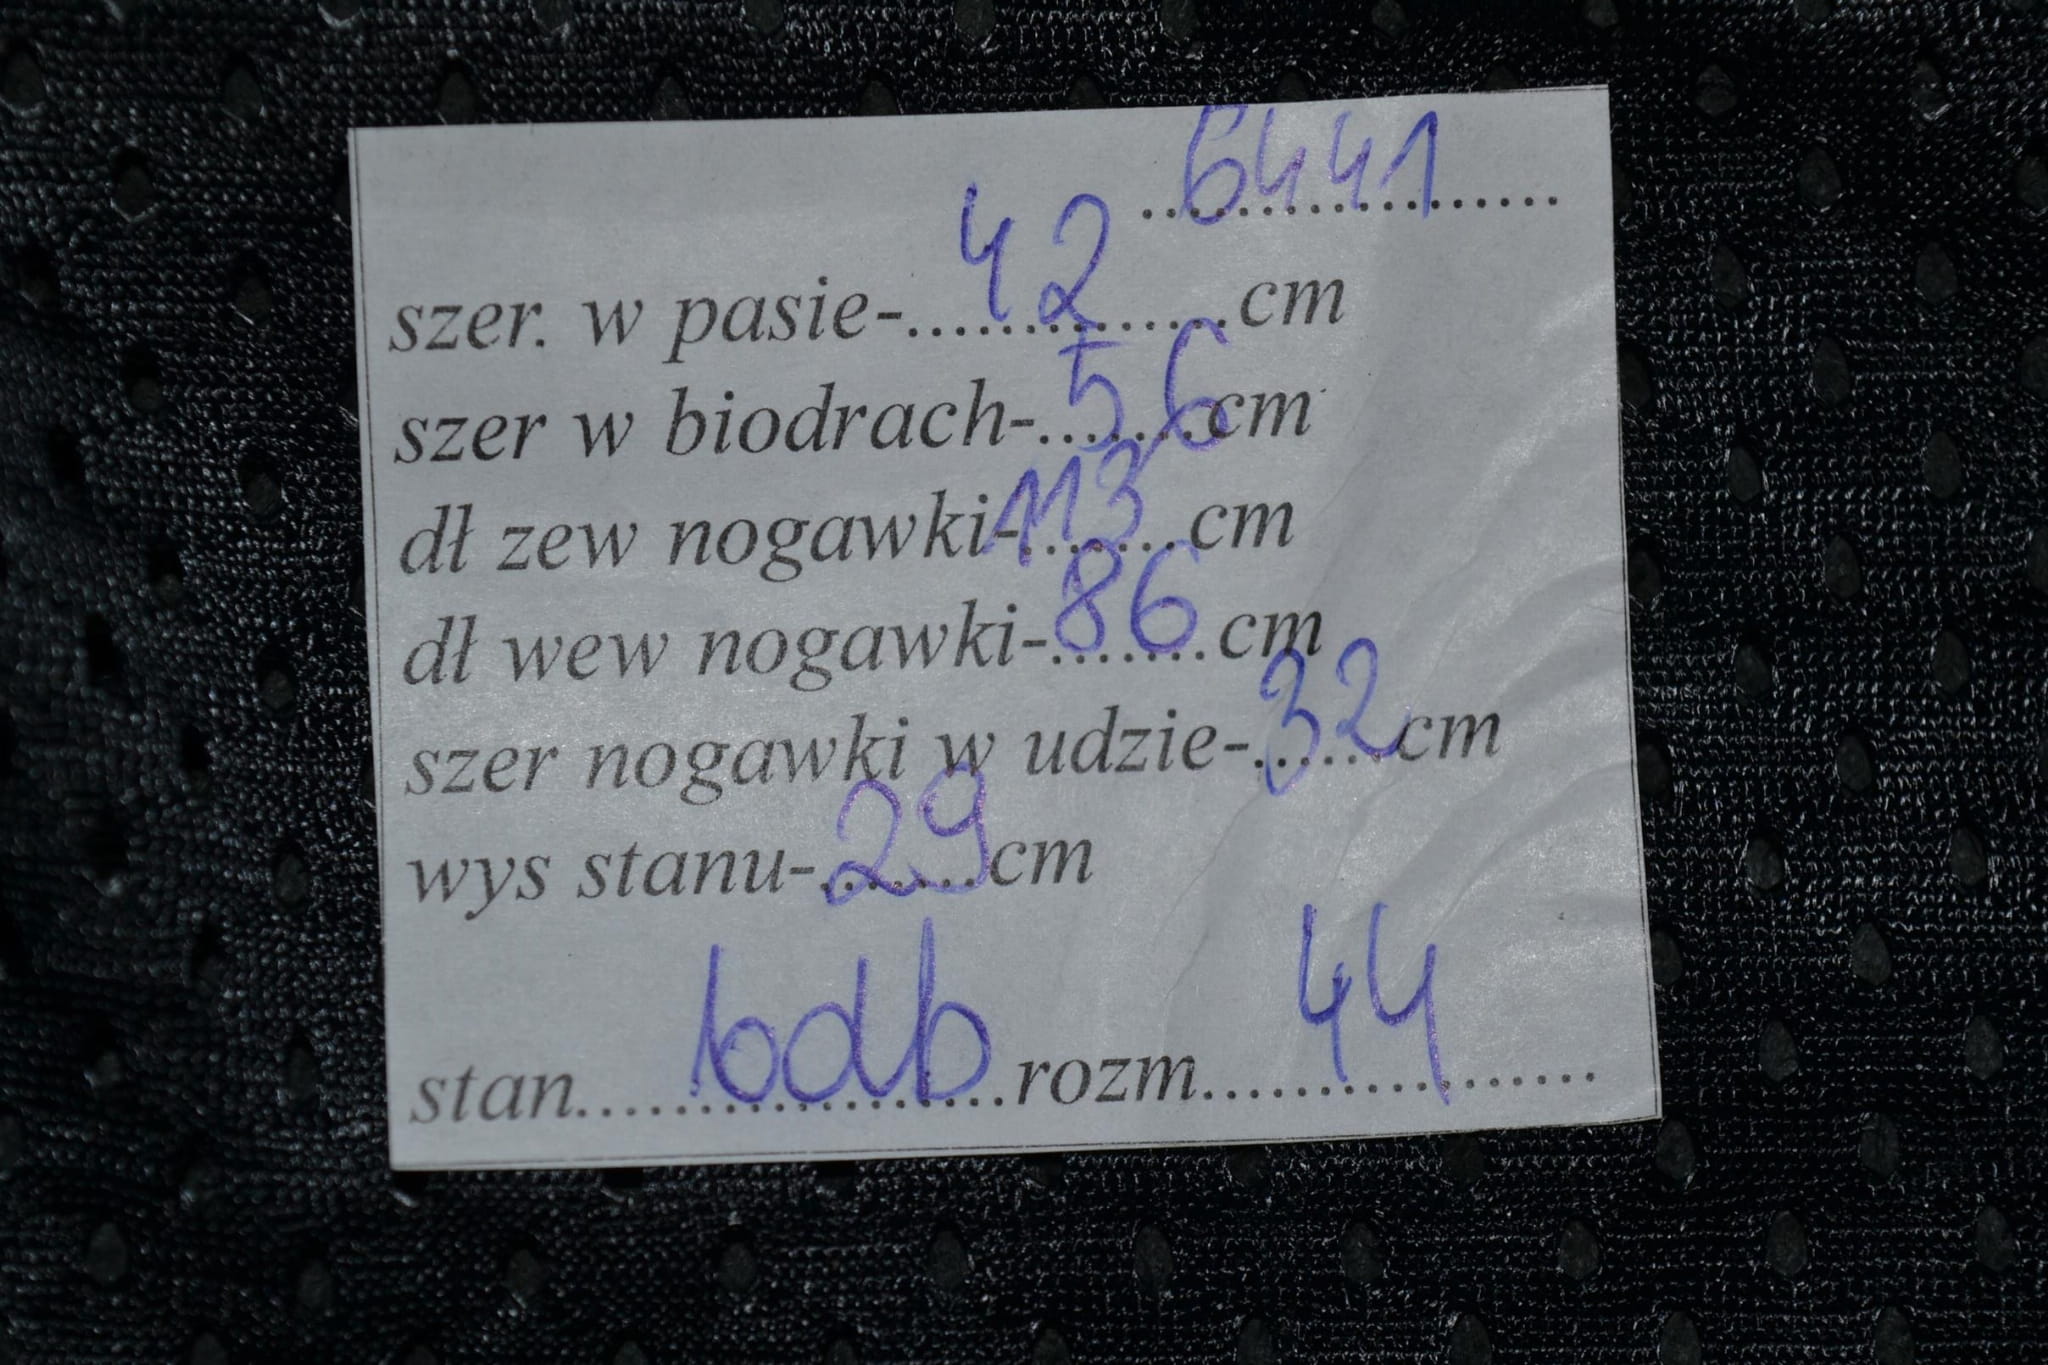 6441
szer. w pasie-....42....cm
szer w biodrach-....56....cm
dł zew nogawki-....113....cm
dł wew nogawki-....86....cm
szer nogawki w udzie-....32....cm
wys stanu-....29....cm
stan....bdb....rozm....44....